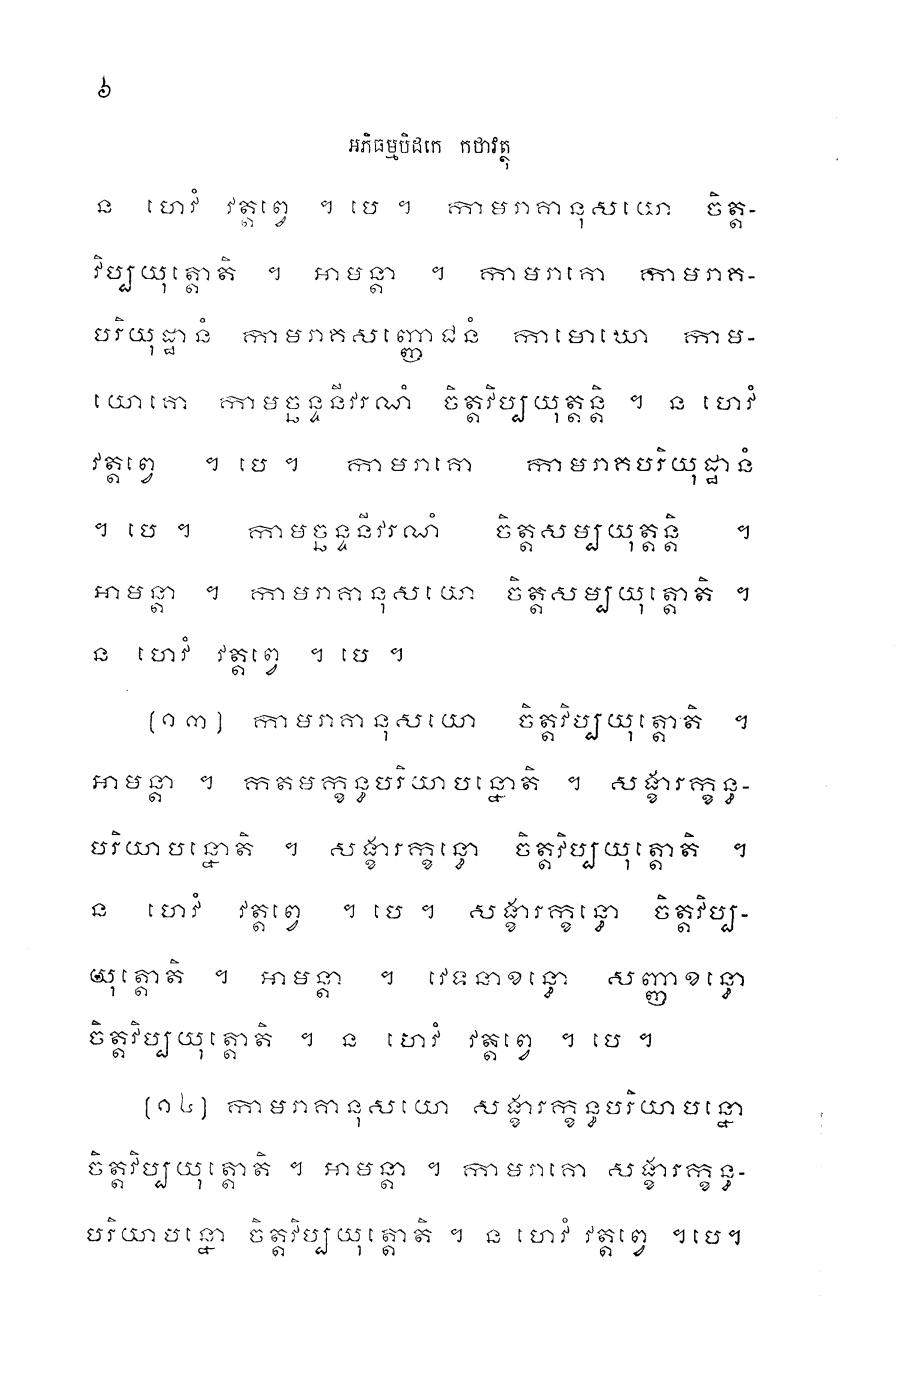 ៦
អភិធម្មបិដកេ កថាវត្ថុ
ន ហេវំ វត្តព្វេ ។ បេ ។ កាមរាគានុសយោ ចិត្ត-
វិប្បយុត្តោតិ ។ អាមន្តា ។ កាមរាគោ កាមរាគ-
បរិយុដ្ឋានំ កាមរាគសញ្ញោជនំ កាមោឃោ កាម-
យោគោ កាមច្ឆន្ទនីវរណំ ចិត្តវិប្បយុត្តន្តិ ។ ន ហេវំ
វត្តព្វេ ។ បេ ។ កាមរាគោ កាមរាគបរិយុដ្ឋានំ
។ បេ ។ កាមច្ឆន្ទនីវរណំ ចិត្តសម្បយុត្តន្តិ ។
អាមន្តា ។ កាមរាគានុសយោ ចិត្តសម្បយុត្តោតិ ។
ន ហេវំ វត្តព្វេ ។ បេ ។
(១៣) កាមរាគានុសយោ ចិត្តវិប្បយុត្តោតិ ។
អាមន្តា ។ កតមក្ខន្ធបរិយាបន្នោតិ ។ សង្ខារក្ខន្ធ-
បរិយាបន្នោតិ ។ សង្ខារក្ខន្ធោ ចិត្តវិប្បយុត្តោតិ ។
ន ហេវំ វត្តព្វេ ។ បេ ។ សង្ខារក្ខន្ធោ ចិត្តវិប្ប-
យុត្តោតិ ។ អាមន្តា ។ វេទនាខន្ធោ សញ្ញាខន្ធោ
ចិត្តវិប្បយុត្តោតិ ។ ន ហេវំ វត្តព្វេ ។ បេ ។
(១៤) កាមរាគានុសយោ សង្ខារក្ខន្ធបរិយាបន្នោ
ចិត្តវិប្បយុត្តោតិ ។ អាមន្តា ។ កាមរាគោ សង្ខារក្ខន្ធ-
បរិយាបន្នោ ចិត្តវិប្បយុត្តោតិ ។ ន ហេវំ វត្តព្វេ ។បេ។